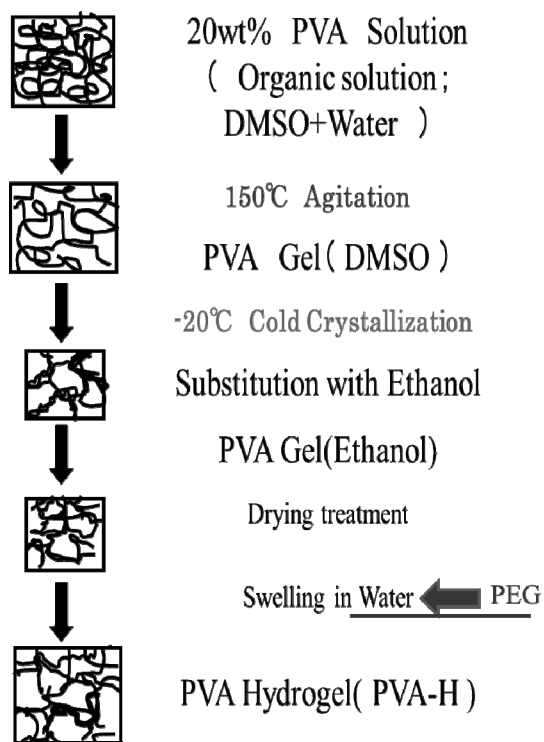 20wt% PVA Solution
( Organic solution;
DMSO+Water )
150℃ Agitation
PVA Gel( DMSO )
-20℃ Cold Crystallization
Substitution with Ethanol
PVA Gel(Ethanol)
Drying treatment
Swelling in Water PEG
PVA Hydrogel( PVA-H )